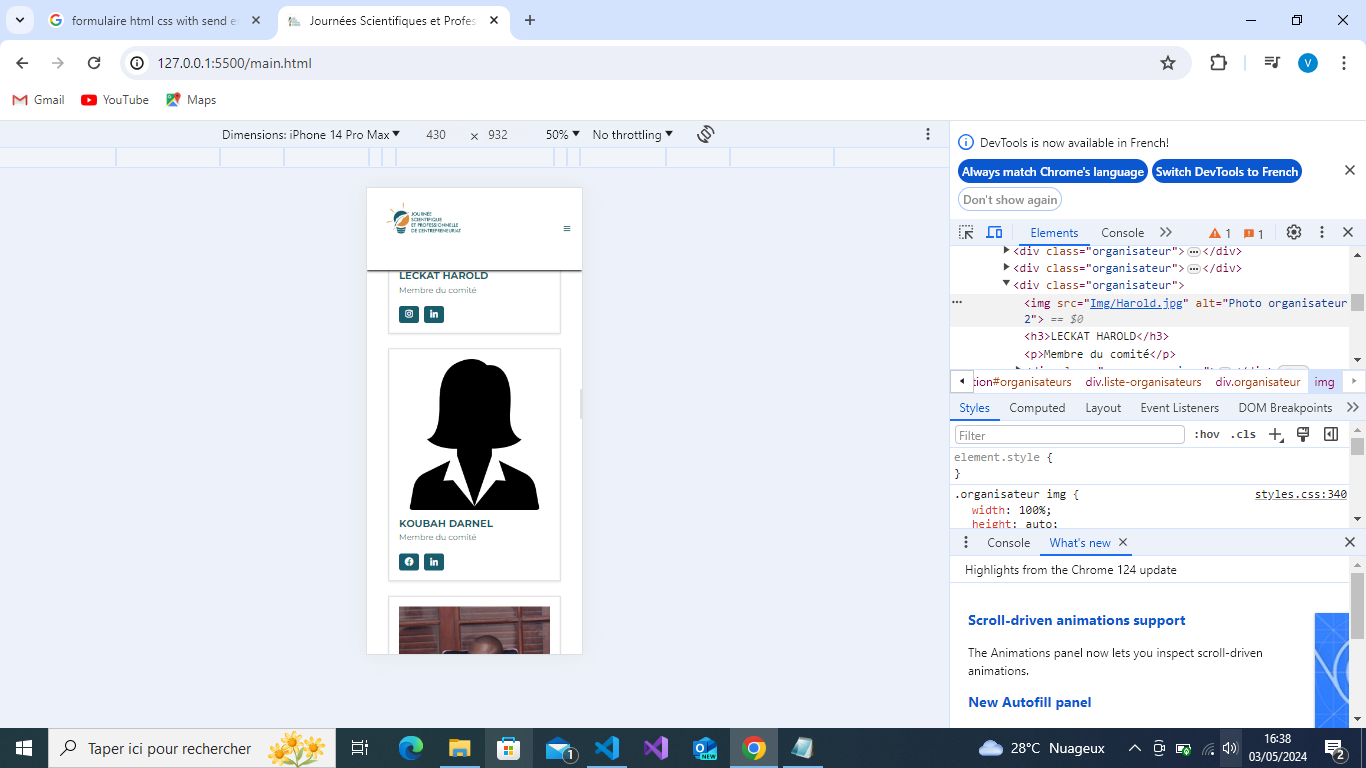 formulaire html css with send e
Journées Scientifiques et Profes
127.0.0.1:5500/main.html
V
Gmail
YouTube
Maps
Dimensions: iPhone 14 Pro Max 430 × 932 50% No throttling
JOURNÉE
SCIENTIFIQUE
ET PROFESSIONNELLE
DE L'ENTREPRENEURIAT
LECKAT HAROLD
Membre du comité
in
KOUBAH DARNEL
Membre du comité
in
DevTools is now available in French!
Always match Chrome's language
Switch DevTools to French
Don't show again
Elements
Console
1
1
<div class="organisateur"> ⋯ </div>
<div class="organisateur"> ⋯ </div>
<div class="organisateur">
<img src="Img/Harold.jpg" alt="Photo organisateur
2"> == $0
<h3>LECKAT HAROLD</h3>
<p>Membre du comité</p>
tion#organisateurs div.liste-organisateurs div.organisateur img
Styles Computed Layout Event Listeners DOM Breakpoints
Filter
:hov .cls
element.style {
}
.organisateur img {
styles.css:340
width: 100%;
height: auto;
Console
What's new
Highlights from the Chrome 124 update
Scroll-driven animations support
The Animations panel now lets you inspect scroll-driven
animations.
New Autofill panel
Taper ici pour rechercher
1
NEW
28°C Nuageux
16:38
03/05/2024
2